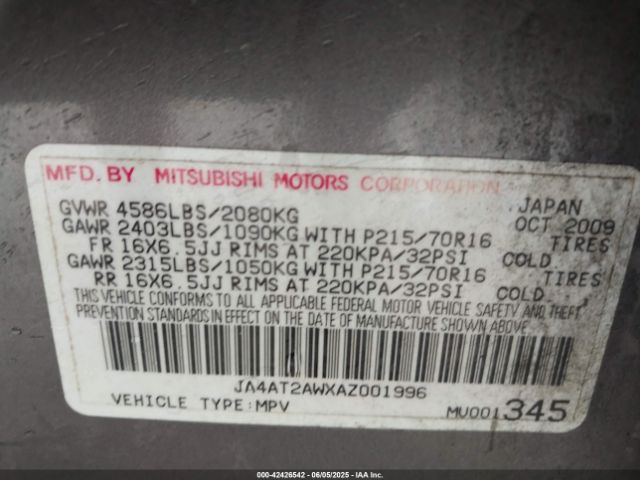 MFD. BY MITSUBISHI MOTORS CORPORATION JAPAN
GVWR 4586LBS/2080KG OCT 2009
GAWR 2403LBS/1090KG WITH P215/70R16 TIRES
FR 16X6.5JJ RIMS AT 220KPA/32PSI COLD
GAWR 2315LBS/1050KG WITH P215/70R16 TIRES
RR 16X6.5JJ RIMS AT 220KPA/32PSI COLD
THIS VEHICLE CONFORMS TO ALL APPLICABLE FEDERAL MOTOR VEHICLE SAFETY AND THEFT
PREVENTION STANDARDS IN EFFECT ON THE DATE OF MANUFACTURE SHOWN ABOVE.
JA4AT2AWXAZ001996
VEHICLE TYPE:MPV MU001345
000-42426542 - 06/05/2025 - IAA Inc.